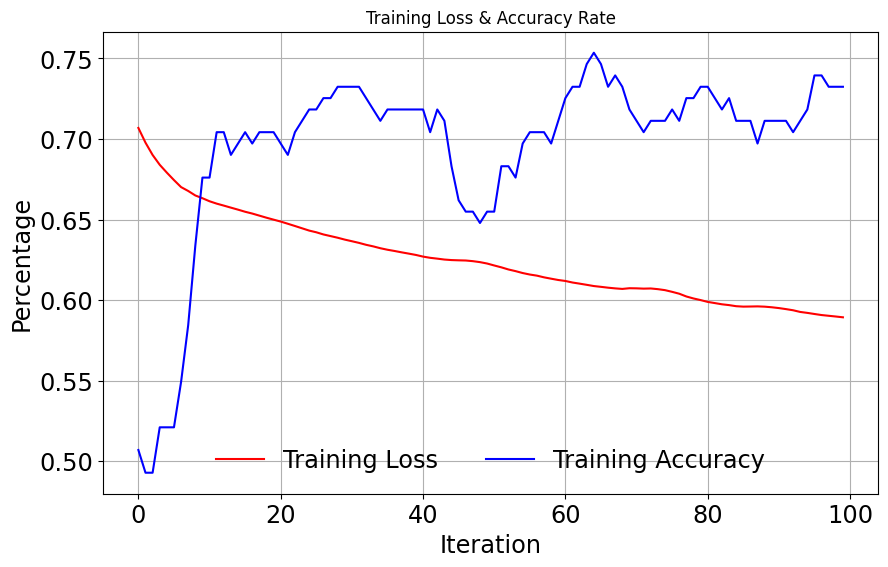 Training Loss & Accuracy Rate
Percentage
0.75
0.70
0.65
0.60
0.55
0.50
Training Loss
Training Accuracy
0 20 40 60 80 100
Iteration